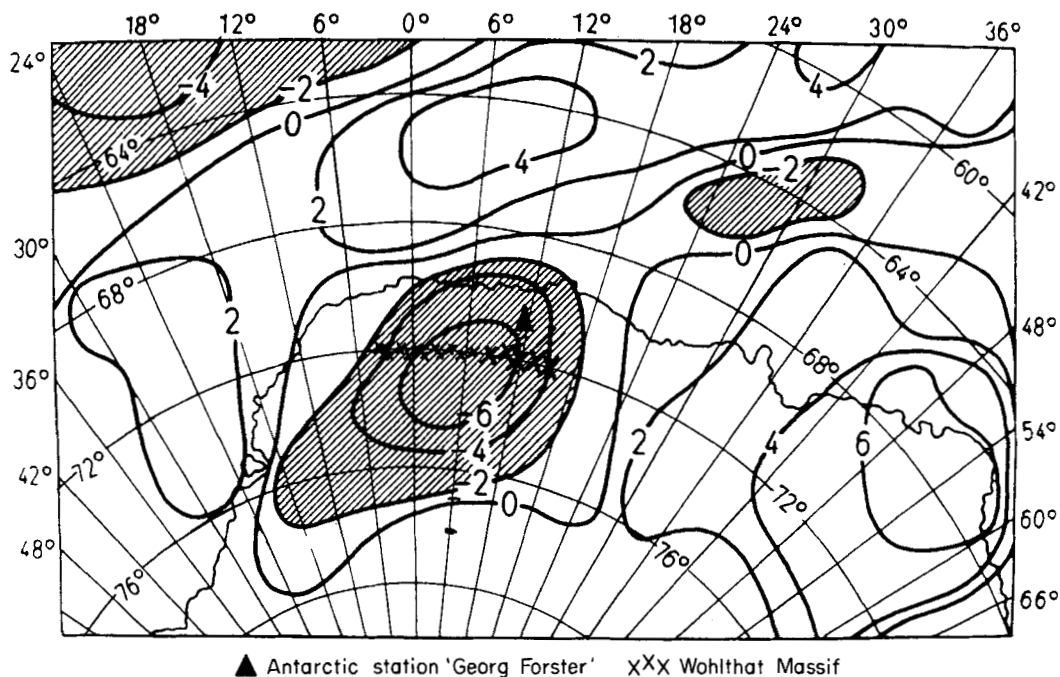 18° 12° 6° 0° 6° 12° 18° 24° 30° 36°
24°
-4 -2 2 4
0
64° 4 0 -2 60° 42°
2
30° 0 64°
68° 2 48°
36° 68°
-6 2 4 6 54°
42° 72° 4
-2 0 72° 60°
48° 76° 76° 66°
Antarctic station 'Georg Forster' XXX Wohlthat Massif